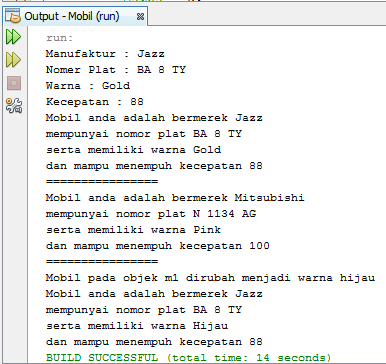 Output - Mobil (run)
run:
Manufaktur : Jazz
Nomer Plat : BA 8 TY
Warna : Gold
Kecepatan : 88
Mobil anda adalah bermerek Jazz
mempunyai nomor plat BA 8 TY
serta memiliki warna Gold
dan mampu menempuh kecepatan 88
================
Mobil anda adalah bermerek Mitsubishi
mempunyai nomor plat N 1134 AG
serta memiliki warna Pink
dan mampu menempuh kecepatan 100
================
Mobil pada objek m1 dirubah menjadi warna hijau
Mobil anda adalah bermerek Jazz
mempunyai nomor plat BA 8 TY
serta memiliki warna Hijau
dan mampu menempuh kecepatan 88
BUILD SUCCESSFUL (total time: 14 seconds)